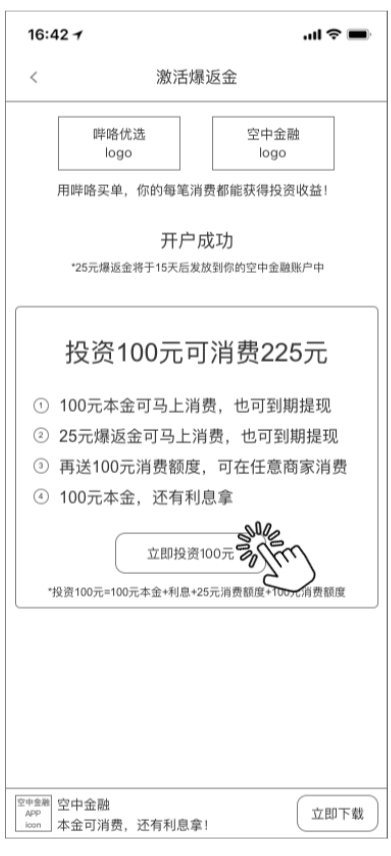 16:42
激活爆返金
哔咯优选
logo
空中金融
logo
用哔咯买单，你的每笔消费都能获得投资收益！
开户成功
*25元爆返金将于15天后发放到你的空中金融账户中
投资100元可消费225元
① 100元本金可马上消费，也可到期提现
② 25元爆返金可马上消费，也可到期提现
③ 再送100元消费额度，可在任意商家消费
④ 100元本金，还有利息拿
立即投资100元
*投资100元=100元本金+利息+25元消费额度+100元消费额度
空中金融
APP
icon
空中金融
本金可消费，还有利息拿！
立即下载